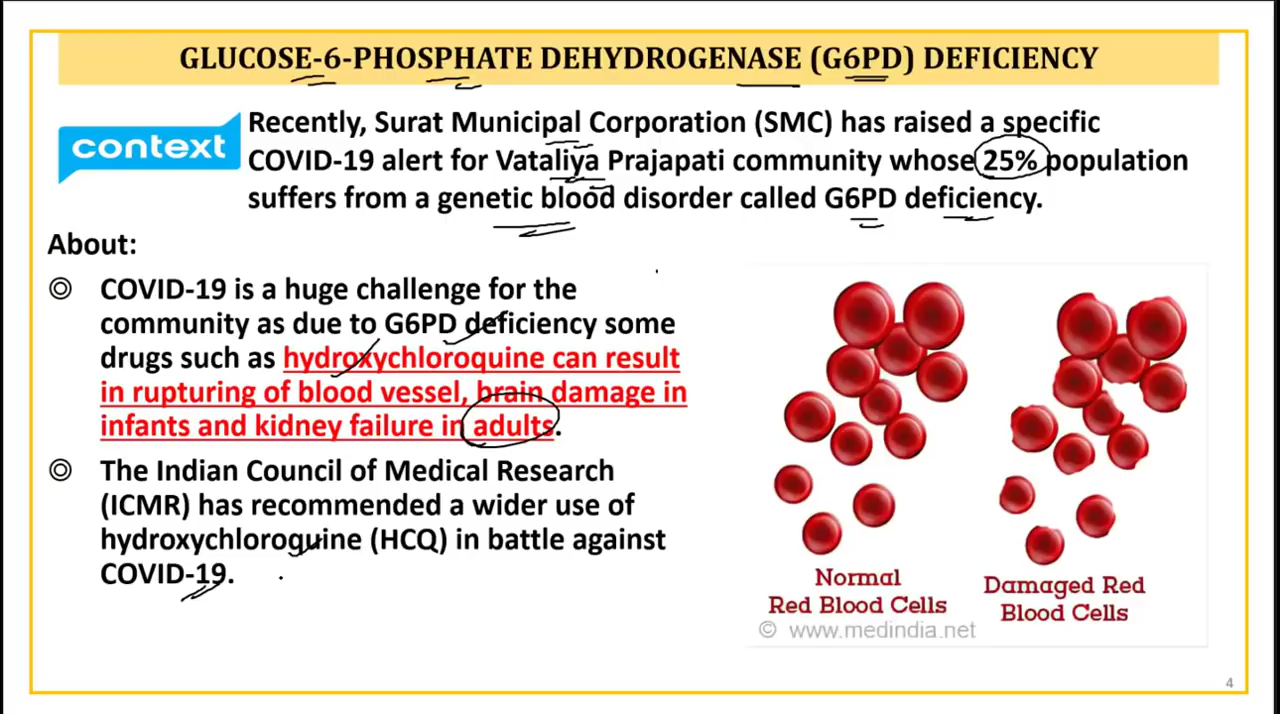 GLUCOSE-6-PHOSPHATE DEHYDROGENASE (G6PD) DEFICIENCY
context
Recently, Surat Municipal Corporation (SMC) has raised a specific
COVID-19 alert for Vataliya Prajapati community whose 25% population
suffers from a genetic blood disorder called G6PD deficiency.
About:
COVID-19 is a huge challenge for the
community as due to G6PD deficiency some
drugs such as hydroxychloroquine can result
in rupturing of blood vessel, brain damage in
infants and kidney failure in adults.
The Indian Council of Medical Research
(ICMR) has recommended a wider use of
hydroxychloroquine (HCQ) in battle against
COVID-19.
Normal
Red Blood Cells
Damaged Red
Blood Cells
© www.medindia.net
4